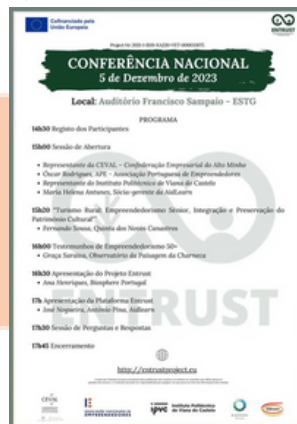 Cofinanciado pela
União Europeia
ENTRUST
CONFERÊNCIA NACIONAL
5 de Dezembro de 2023
Local: Auditório Francisco Sampaio - ESTG
PROGRAMA
14h30 Registo dos Participantes
15h00 Sessão de Abertura
• Representante da CEVAL - Confederação Empresarial do Alto Minho
• Óscar Rodrigues, APE - Associação Portuguesa de Empreendedores
• Representante do Instituto Politécnico de Viana do Castelo
• Maria Helena Antunes, Sócia-gerente da AidLearn
15h20 "Turismo Rural: Empreendedorismo Sénior, Integração e Preservação do
Património Cultural"
• Fernando Sousa, Quinta dos Novos Canastros
16h00 Testemunhos de Empreendedorismo 50+
• Graça Saraiva, Observatório da Paisagem da Charneca
16h30 Apresentação do Projeto Entrust
• Ana Henriques, Biosphere Portugal
17h Apresentação da Plataforma Entrust
• José Nogueira, António Pina, Aidlearn
17h30 Sessão de Perguntas e Respostas
17h45 Encerramento
ENTRUST
http://entrustproject.eu
CEVAL
EMPREENDEDORES
ipvc
Instituto Politécnico
de Viana do Castelo